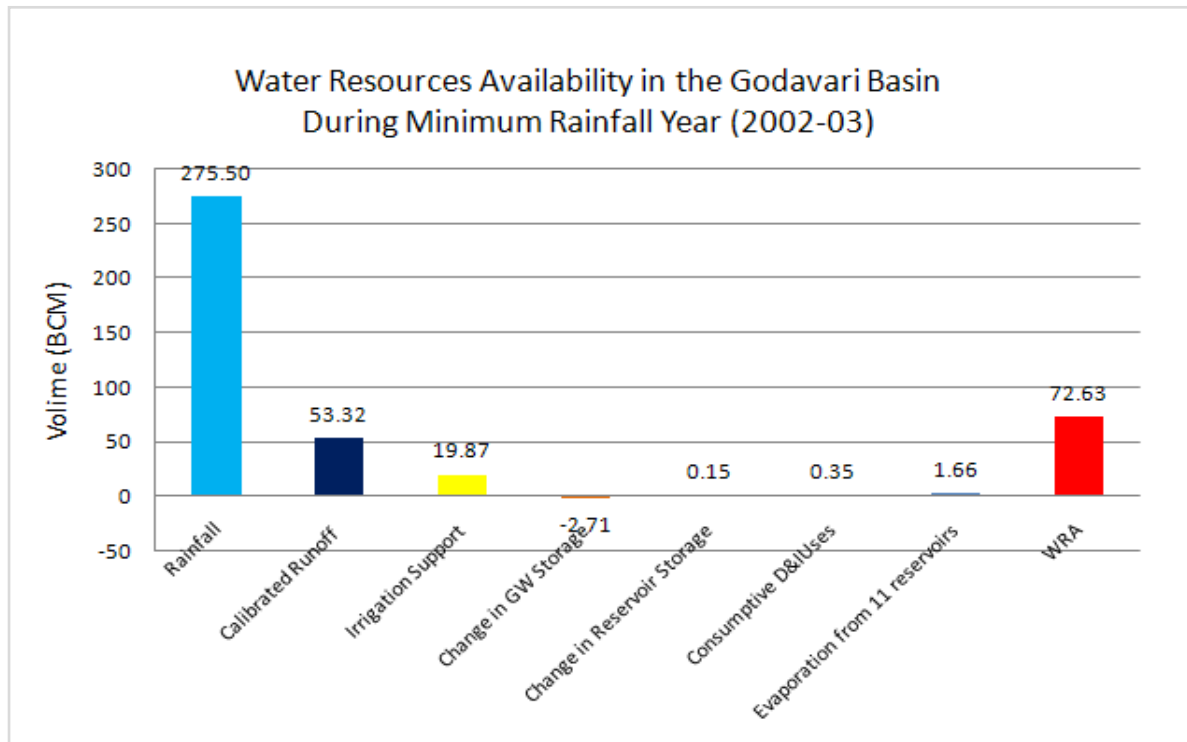 Water Resources Availability in the Godavari Basin
During Minimum Rainfall Year (2002-03)
Volime (BCM)
300
250
200
150
100
50
0
-50
275.50
53.32
19.87
-2.71
0.15
0.35
1.66
72.63
Rainfall
Calibrated Runoff
Irrigation Support
Change in GW Storage
Change in Reservoir Storage
Consumptive D&IUses
Evaporation from 11 reservoirs
WRA